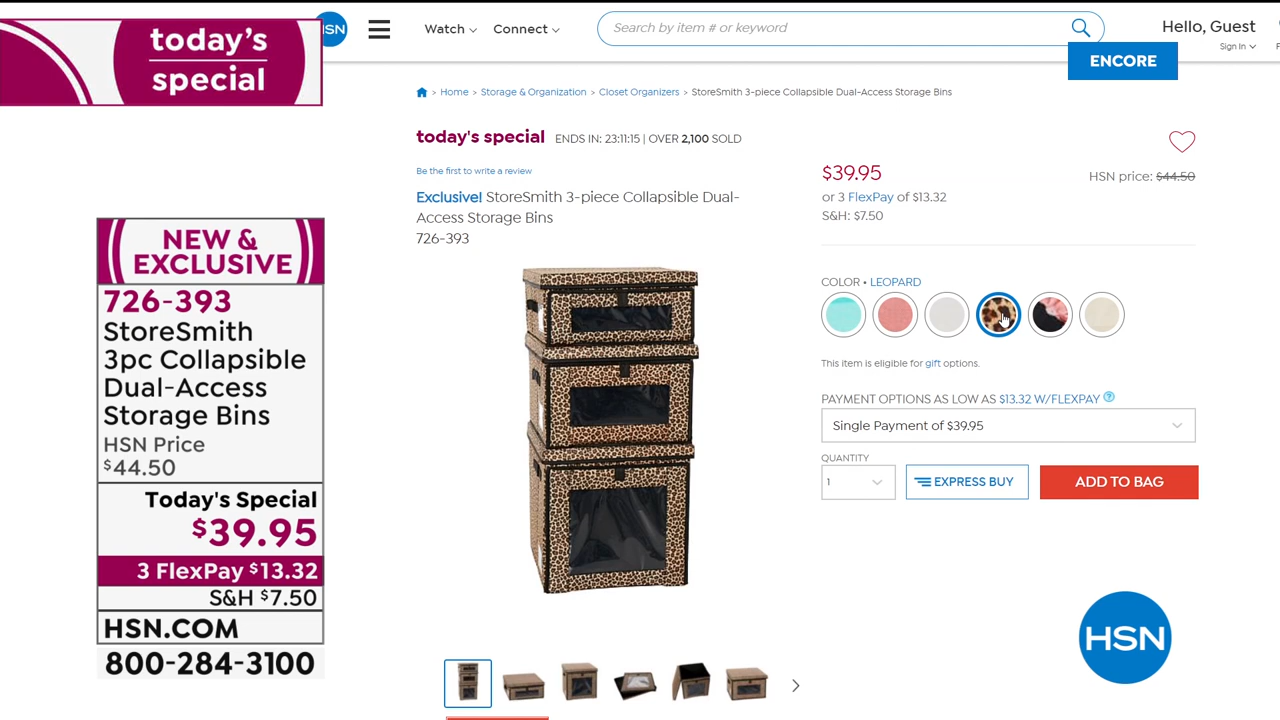 today's
special
HSN
Watch
Connect
Search by item # or keyword
Hello, Guest
Sign In
ENCORE
Home > Storage & Organization > Closet Organizers > StoreSmith 3-piece Collapsible Dual-Access Storage Bins
today's special ENDS IN: 23:11:15 | OVER 2,100 SOLD
Be the first to write a review
Exclusive! StoreSmith 3-piece Collapsible Dual-
Access Storage Bins
726-393
$39.95
HSN price: $44.50
or 3 FlexPay of $13.32
S&H: $7.50
COLOR • LEOPARD
This item is eligible for gift options.
PAYMENT OPTIONS AS LOW AS $13.32 W/FLEXPAY ?
Single Payment of $39.95
QUANTITY
1
EXPRESS BUY
ADD TO BAG
NEW &
EXCLUSIVE
726-393
StoreSmith
3pc Collapsible
Dual-Access
Storage Bins
HSN Price
$44.50
Today's Special
$39.95
3 FlexPay $13.32
S&H $7.50
HSN.COM
800-284-3100
HSN